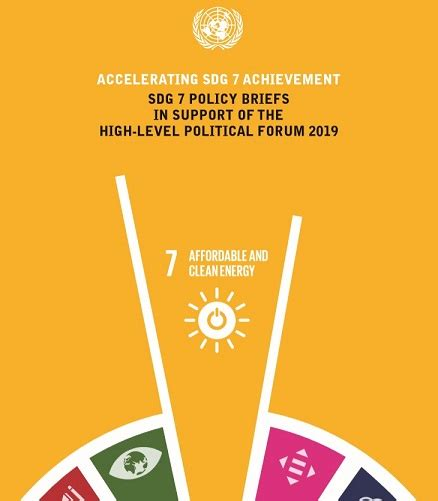 ACCELERATING SDG 7 ACHIEVEMENT
SDG 7 POLICY BRIEFS
IN SUPPORT OF THE
HIGH-LEVEL POLITICAL FORUM 2019
7 AFFORDABLE AND
CLEAN ENERGY